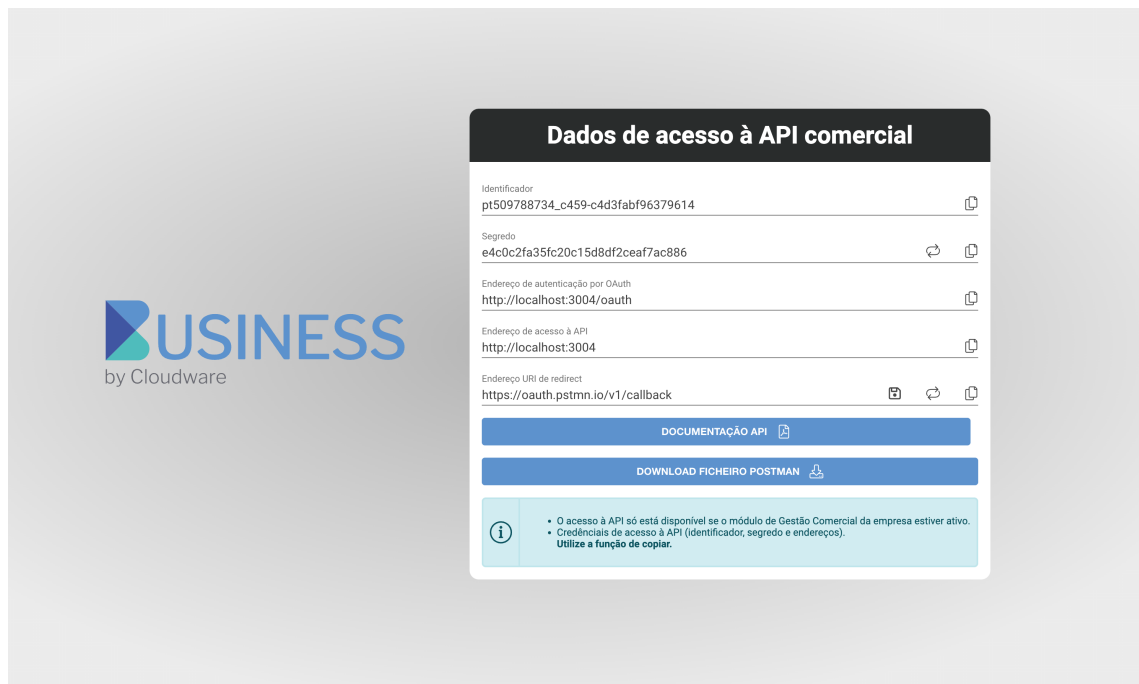 Dados de acesso à API comercial
Identificador
pt509788734_c459-c4d3fabf96379614
Segredo
e4c0c2fa35fc20c15d8df2ceaf7ac886
Endereço de autenticação por OAuth
http://localhost:3004/oauth
BUSINESS
by Cloudware
Endereço de acesso à API
http://localhost:3004
Endereço URI de redirect
https://oauth.pstmn.io/v1/callback
DOCUMENTAÇÃO API
DOWNLOAD FICHEIRO POSTMAN
• O acesso à API só está disponível se o módulo de Gestão Comercial da empresa estiver ativo.
• Credênciais de acesso à API (identificador, segredo e endereços).
Utilize a função de copiar.